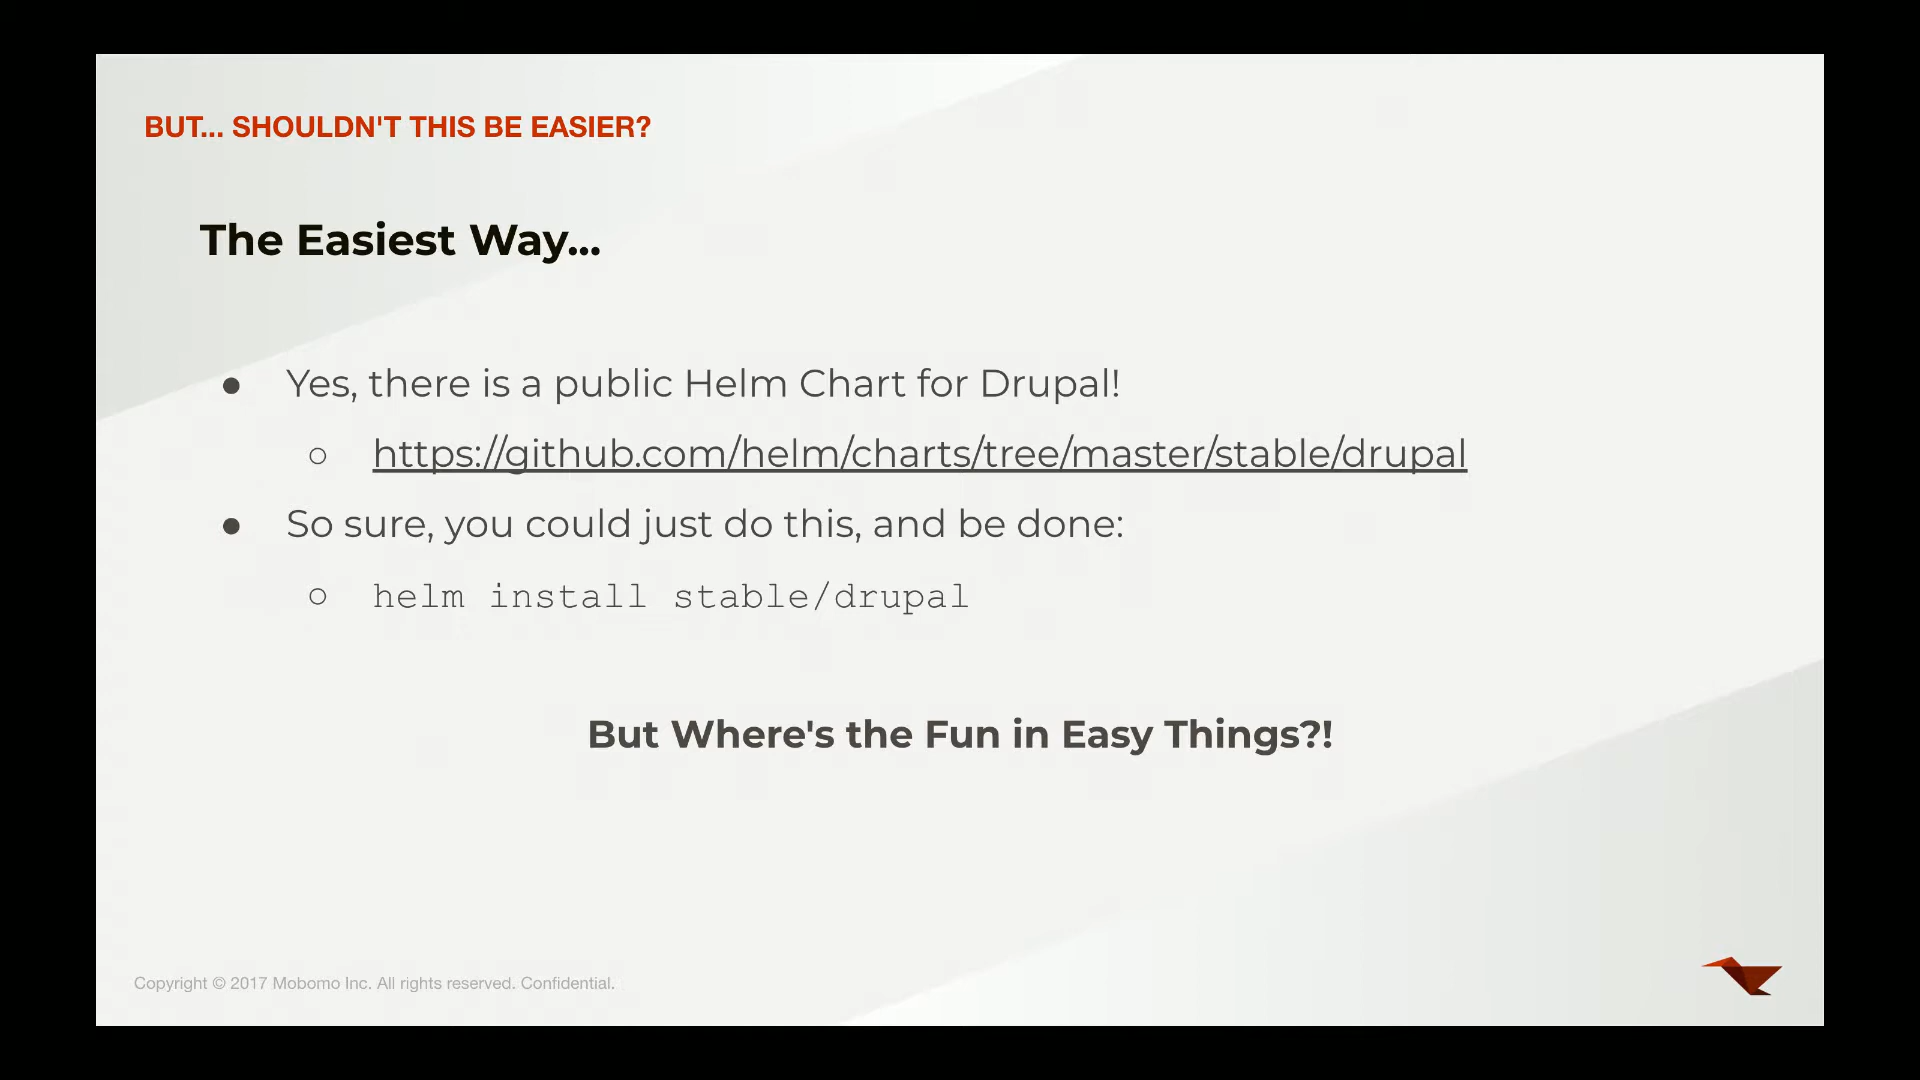 BUT... SHOULDN'T THIS BE EASIER?
The Easiest Way...
● Yes, there is a public Helm Chart for Drupal!
○ https://github.com/helm/charts/tree/master/stable/drupal
● So sure, you could just do this, and be done:
○ helm install stable/drupal
But Where's the Fun in Easy Things?!
Copyright © 2017 Mobomo Inc. All rights reserved. Confidential.